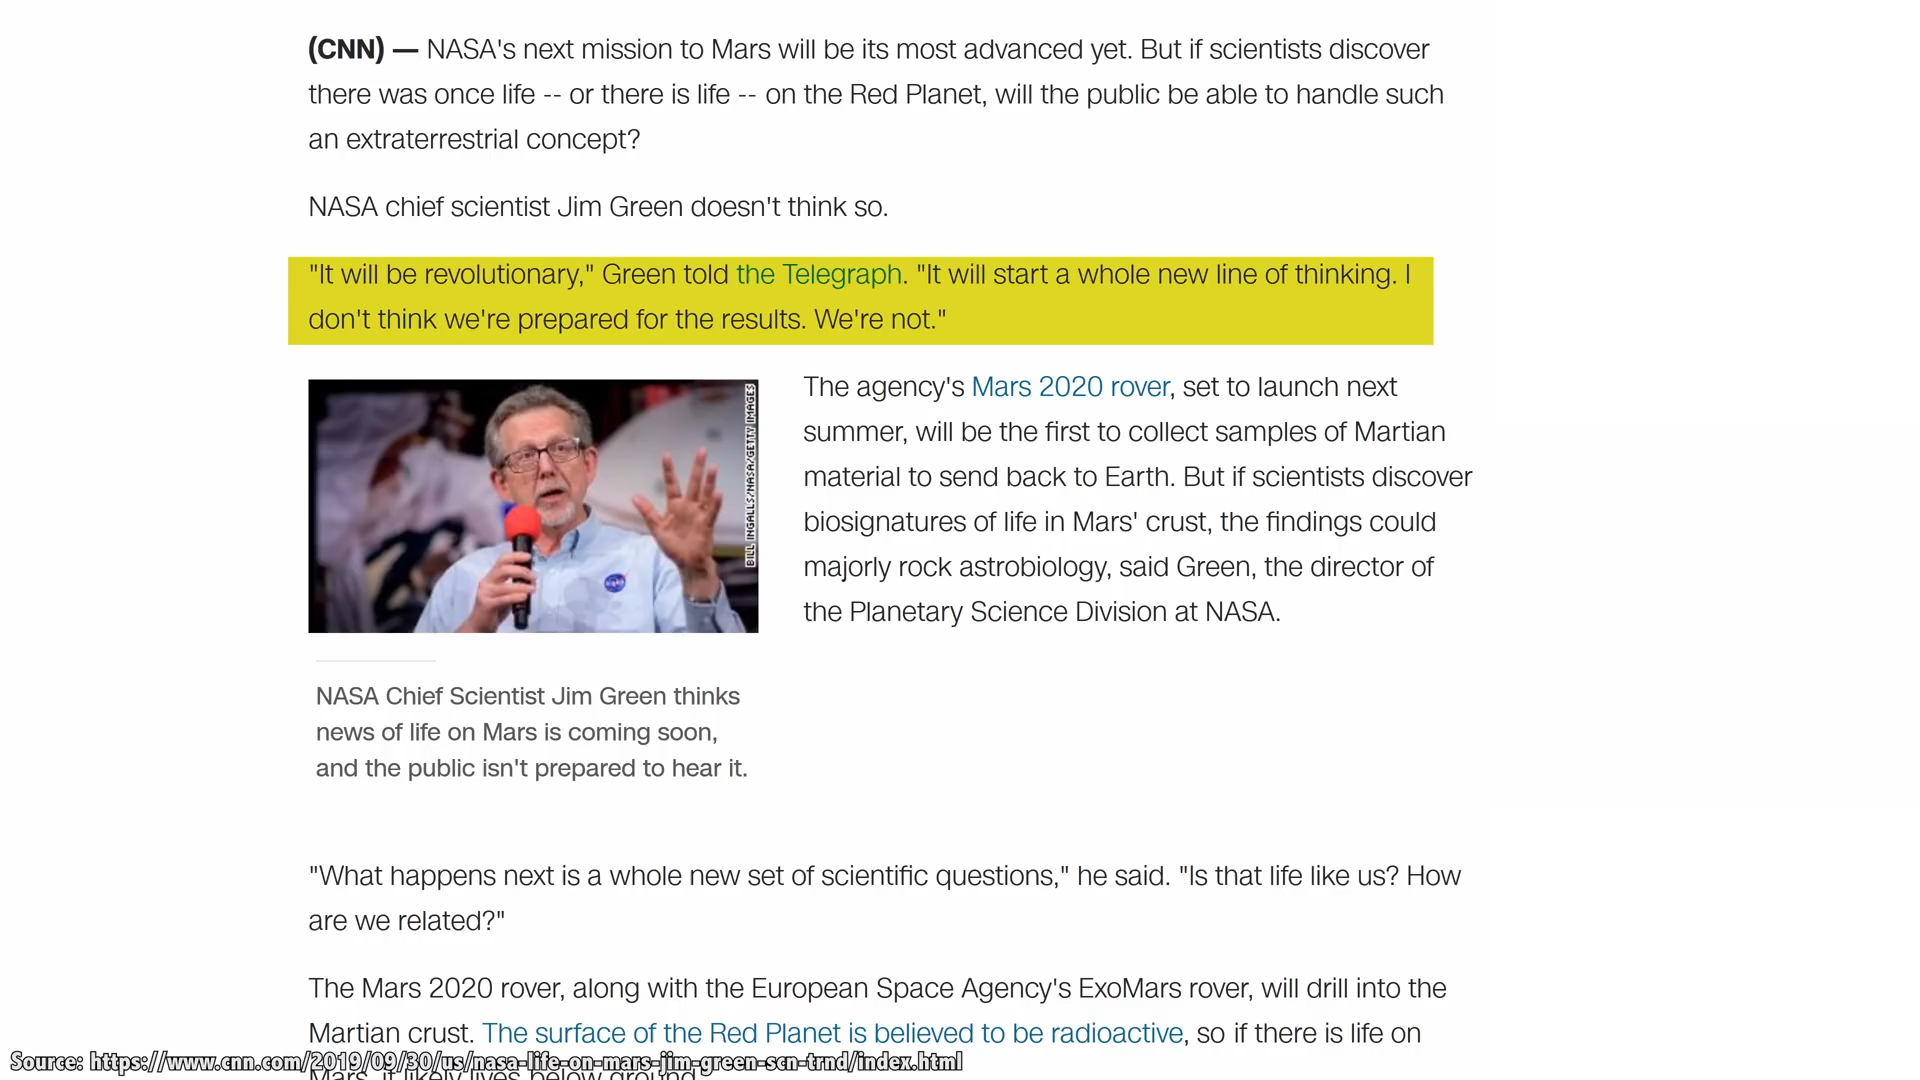 (CNN) — NASA's next mission to Mars will be its most advanced yet. But if scientists discover
there was once life -- or there is life -- on the Red Planet, will the public be able to handle such
an extraterrestrial concept?
NASA chief scientist Jim Green doesn't think so.
"It will be revolutionary," Green told the Telegraph. "It will start a whole new line of thinking. I
don't think we're prepared for the results. We're not."
BILL INGALLS/NASA/GETTY IMAGES
NASA
The agency's Mars 2020 rover, set to launch next
summer, will be the first to collect samples of Martian
material to send back to Earth. But if scientists discover
biosignatures of life in Mars' crust, the findings could
majorly rock astrobiology, said Green, the director of
the Planetary Science Division at NASA.
NASA Chief Scientist Jim Green thinks
news of life on Mars is coming soon,
and the public isn't prepared to hear it.
"What happens next is a whole new set of scientific questions," he said. "Is that life like us? How
are we related?"
The Mars 2020 rover, along with the European Space Agency's ExoMars rover, will drill into the
Martian crust. The surface of the Red Planet is believed to be radioactive, so if there is life on
Mars, it likely lives below ground.
Source: https://www.cnn.com/2019/09/30/us/nasa-life-on-mars-jim-green-scn-trnd/index.html